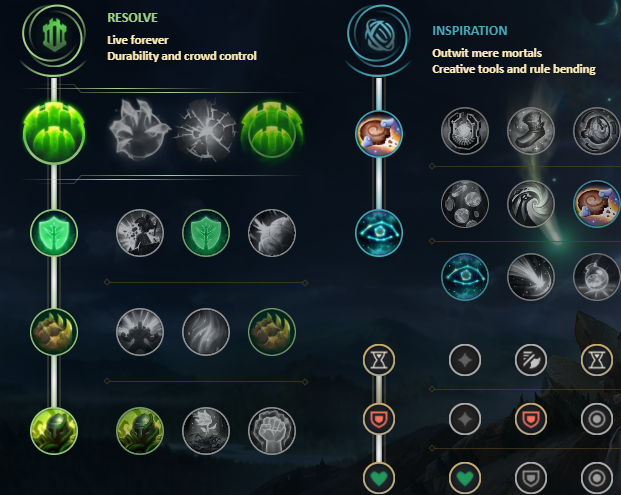 RESOLVE
Live forever
Durability and crowd control
INSPIRATION
Outwit mere mortals
Creative tools and rule bending